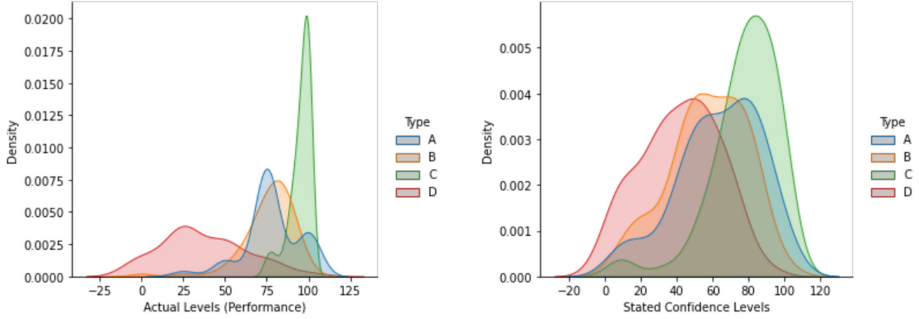 0.0200
0.0175
0.0150
0.0125
0.0100
0.0075
0.0050
0.0025
0.0000
Density
−25 0 25 50 75 100 125
Actual Levels (Performance)
Type
A
B
C
D
0.005
0.004
0.003
0.002
0.001
0.000
Density
−20 0 20 40 60 80 100 120
Stated Confidence Levels
Type
A
B
C
D